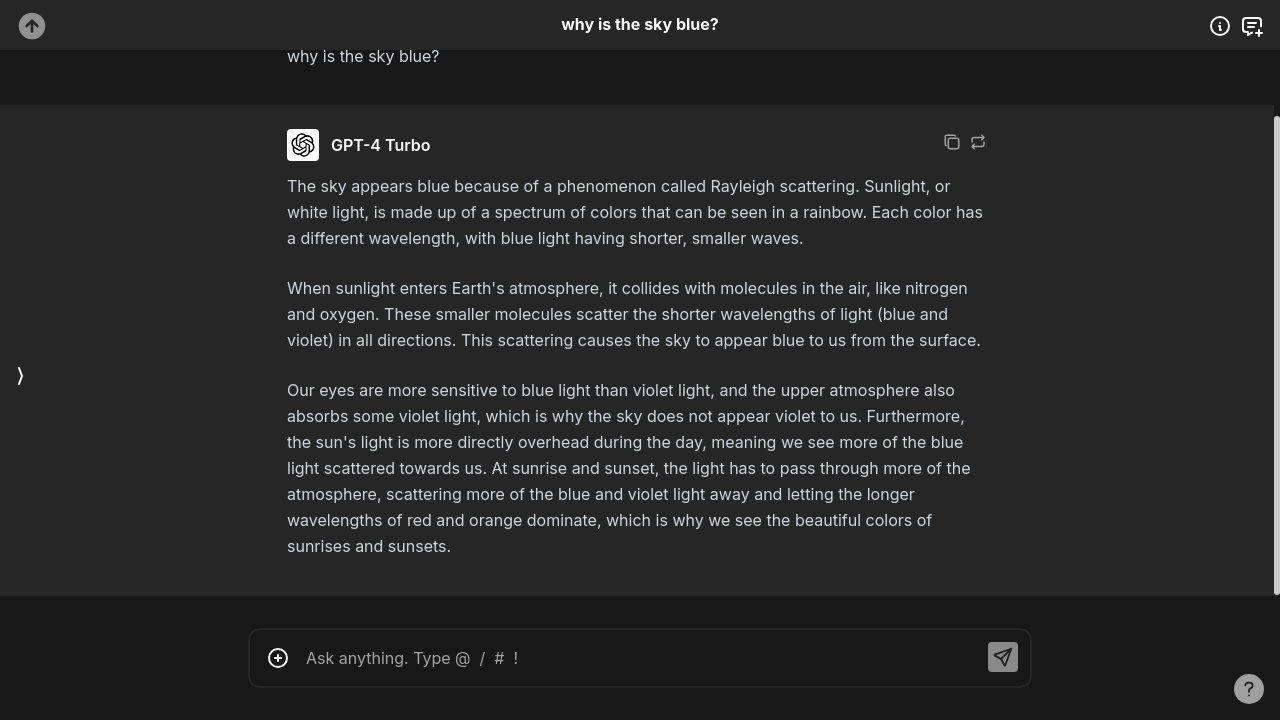 why is the sky blue?
why is the sky blue?
GPT-4 Turbo
The sky appears blue because of a phenomenon called Rayleigh scattering. Sunlight, or
white light, is made up of a spectrum of colors that can be seen in a rainbow. Each color has
a different wavelength, with blue light having shorter, smaller waves.
When sunlight enters Earth's atmosphere, it collides with molecules in the air, like nitrogen
and oxygen. These smaller molecules scatter the shorter wavelengths of light (blue and
violet) in all directions. This scattering causes the sky to appear blue to us from the surface.
Our eyes are more sensitive to blue light than violet light, and the upper atmosphere also
absorbs some violet light, which is why the sky does not appear violet to us. Furthermore,
the sun's light is more directly overhead during the day, meaning we see more of the blue
light scattered towards us. At sunrise and sunset, the light has to pass through more of the
atmosphere, scattering more of the blue and violet light away and letting the longer
wavelengths of red and orange dominate, which is why we see the beautiful colors of
sunrises and sunsets.
Ask anything. Type @ / # !
?